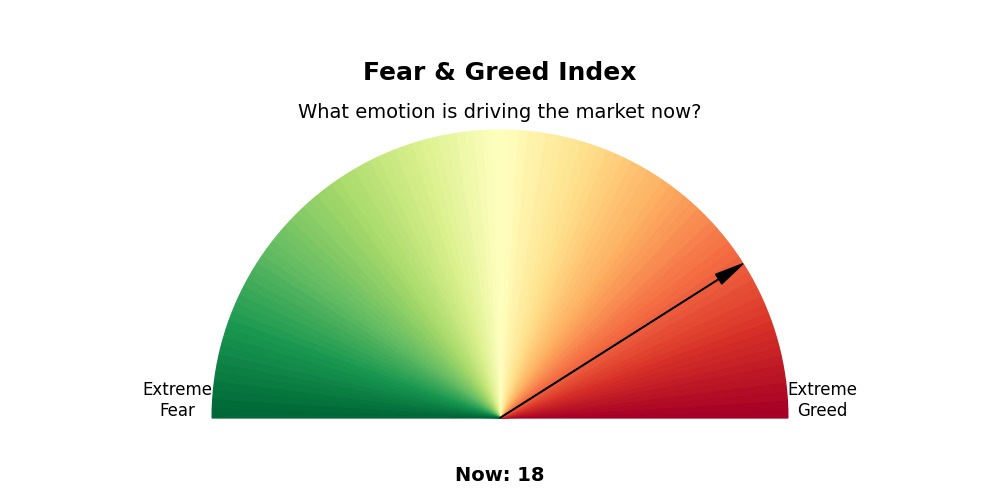 Fear & Greed Index
What emotion is driving the market now?
Extreme
Fear
Extreme
Greed
Now: 18